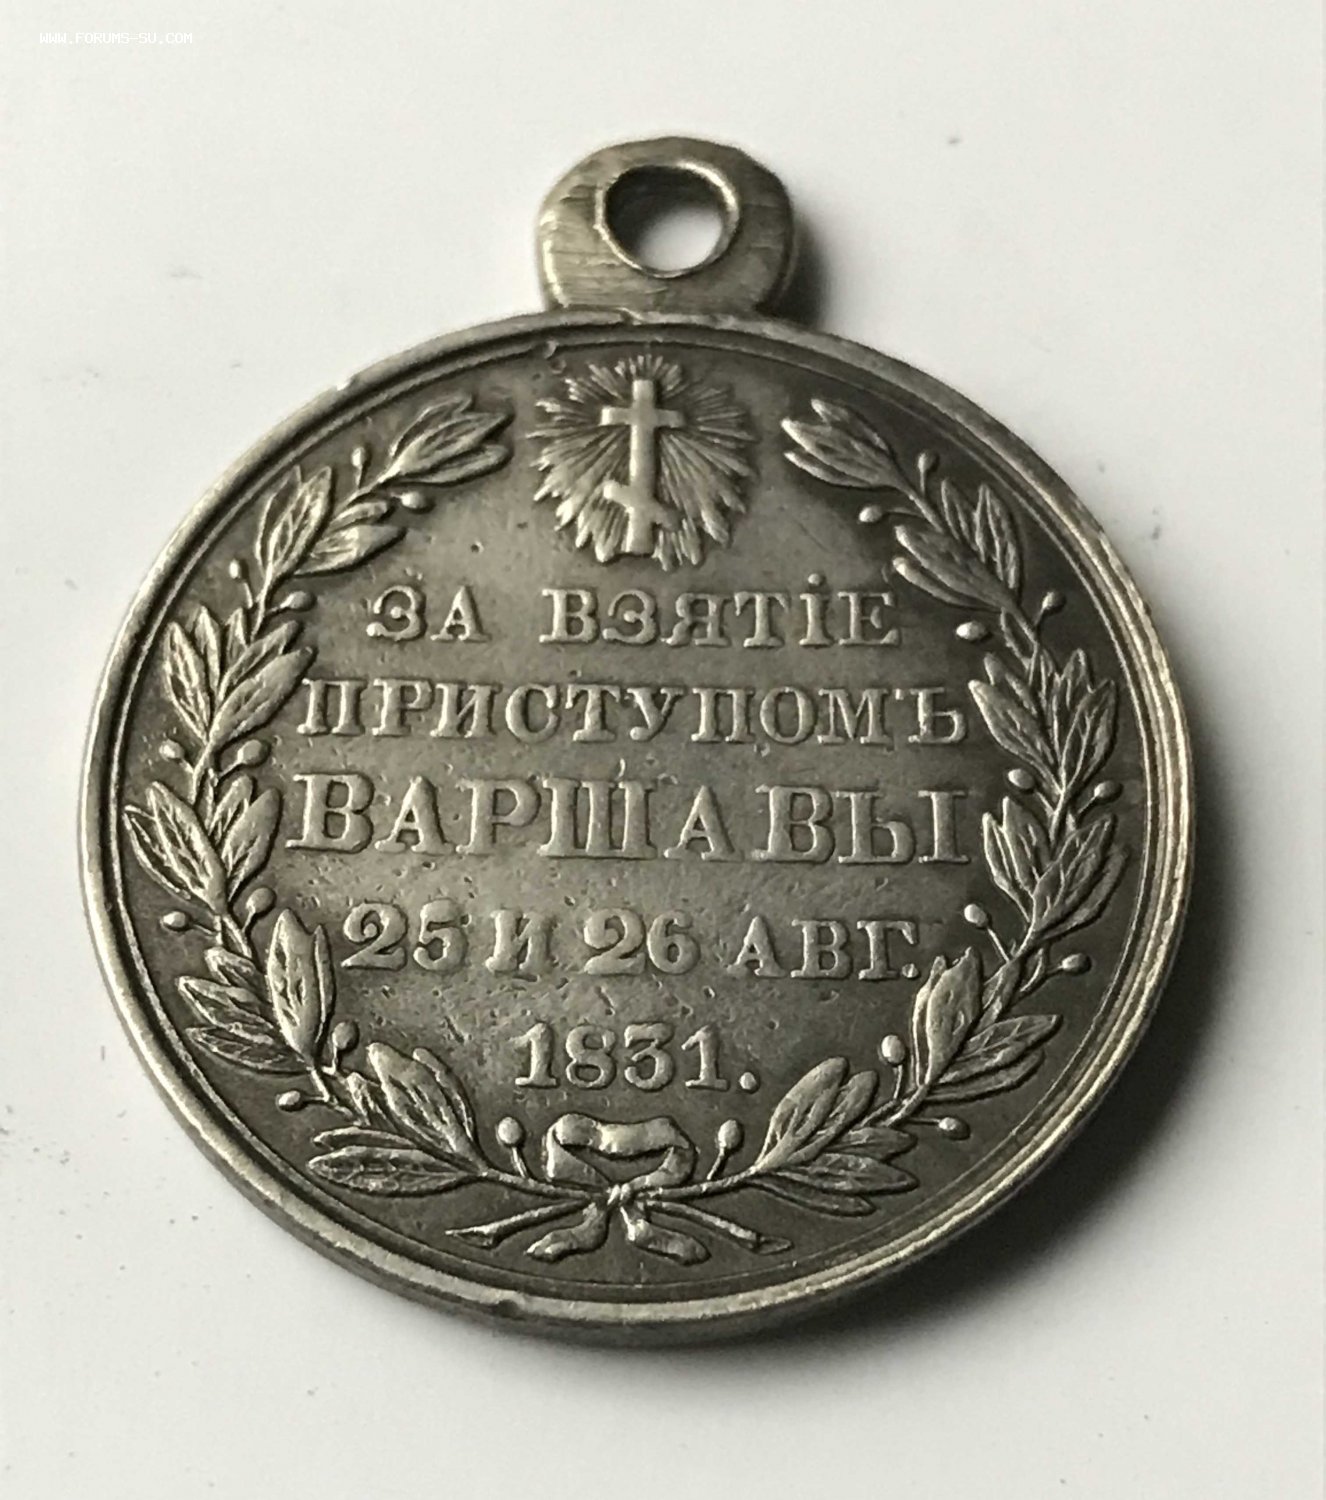 WWW.FORUMS-SU.COM
ЗА ВЗЯТІЕ
ПРИСТУПОМЪ
ВАРШАВЫ
25 И 26 АВГ.
1831.